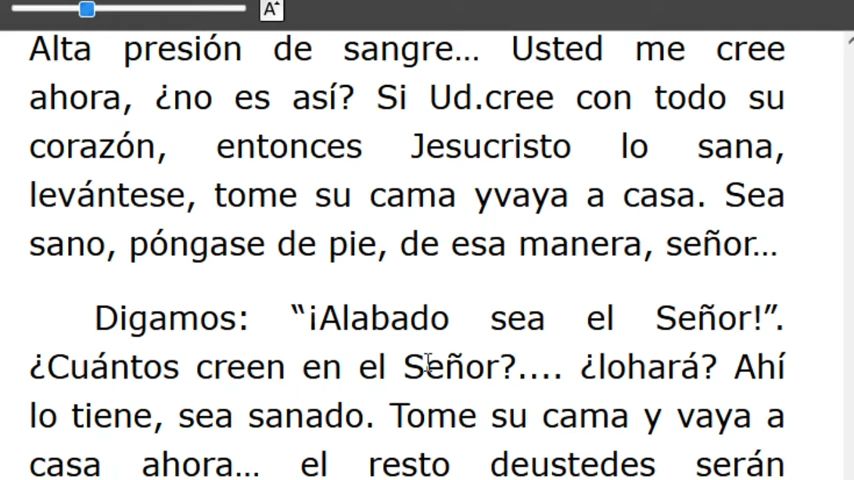 A
Alta presión de sangre... Usted me cree
ahora, ¿no es así? Si Ud.cree con todo su
corazón, entonces Jesucristo lo sana,
levántese, tome su cama yvaya a casa. Sea
sano, póngase de pie, de esa manera, señor...
Digamos: “¡Alabado sea el Señor!”.
¿Cuántos creen en el Señor?.... ¿lohará? Ahí
lo tiene, sea sanado. Tome su cama y vaya a
casa ahora... el resto deustedes serán